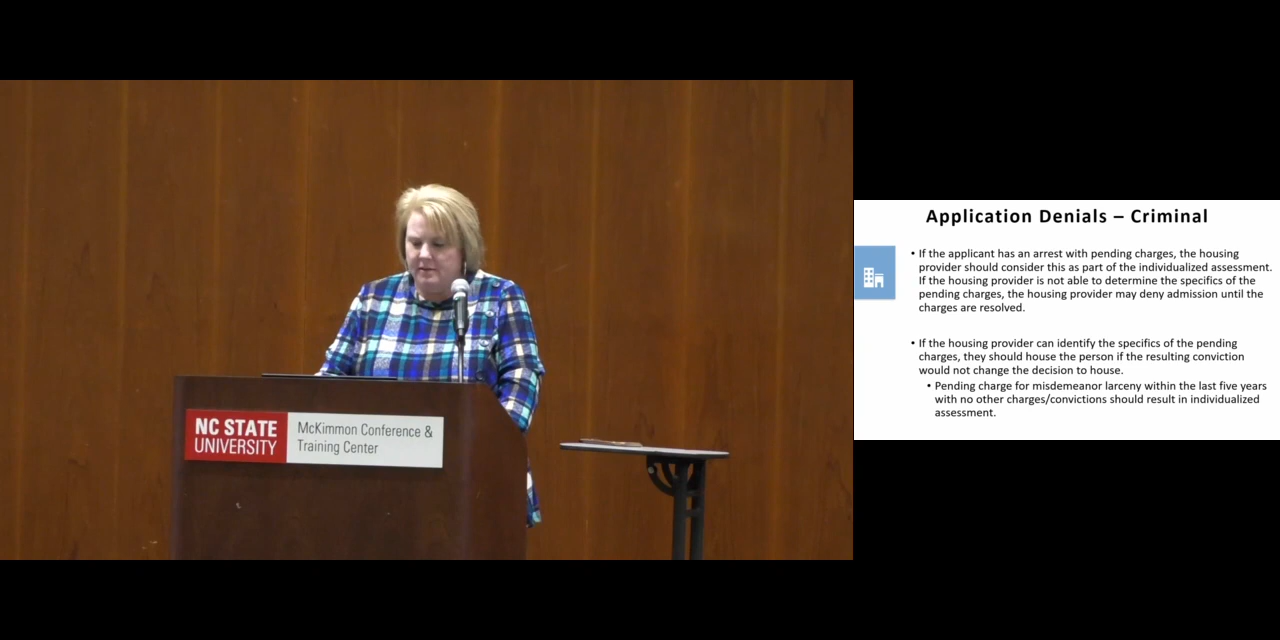 NC STATE
UNIVERSITY
McKimmon Conference &
Training Center
Application Denials – Criminal
• If the applicant has an arrest with pending charges, the housing
provider should consider this as part of the individualized assessment.
If the housing provider is not able to determine the specifics of the
pending charges, the housing provider may deny admission until the
charges are resolved.
• If the housing provider can identify the specifics of the pending
charges, they should house the person if the resulting conviction
would not change the decision to house.
• Pending charge for misdemeanor larceny within the last five years
with no other charges/convictions should result in individualized
assessment.